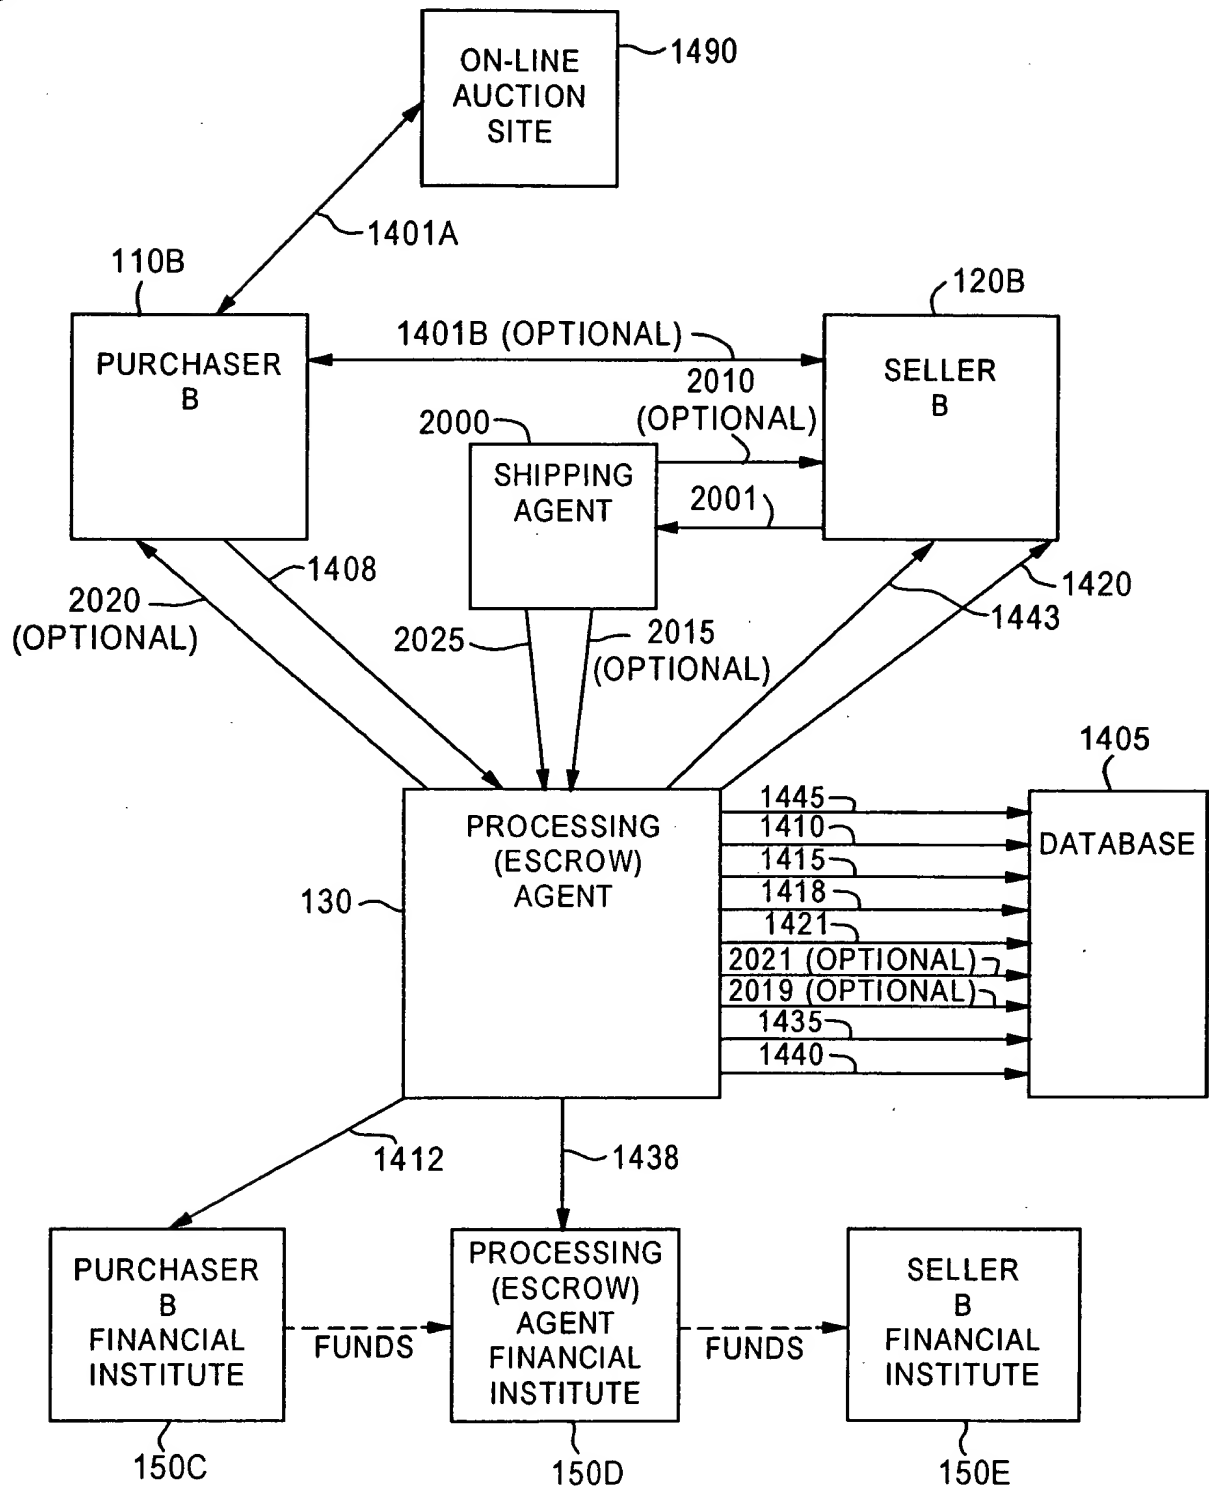 ON-LINE
AUCTION
SITE
1490
1401A
110B
120B
PURCHASER
B
1401B (OPTIONAL)
SELLER
B
2010
(OPTIONAL)
2000
SHIPPING
AGENT
2001
1408
2020
(OPTIONAL)
1420
1443
2025
2015
(OPTIONAL)
1405
PROCESSING
(ESCROW)
AGENT
130
1445
1410
1415
1418
1421
2021 (OPTIONAL)
2019 (OPTIONAL)
1435
1440
DATABASE
1412
1438
PURCHASER
B
FINANCIAL
INSTITUTE
FUNDS
PROCESSING
(ESCROW)
AGENT
FINANCIAL
INSTITUTE
FUNDS
SELLER
B
FINANCIAL
INSTITUTE
150C
150D
150E